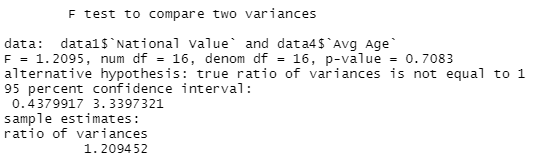 F test to compare two variances
data: data1$`National Value` and data4$`Avg Age`
F = 1.2095, num df = 16, denom df = 16, p-value = 0.7083
alternative hypothesis: true ratio of variances is not equal to 1
95 percent confidence interval:
0.4379917 3.3397321
sample estimates:
ratio of variances
1.209452